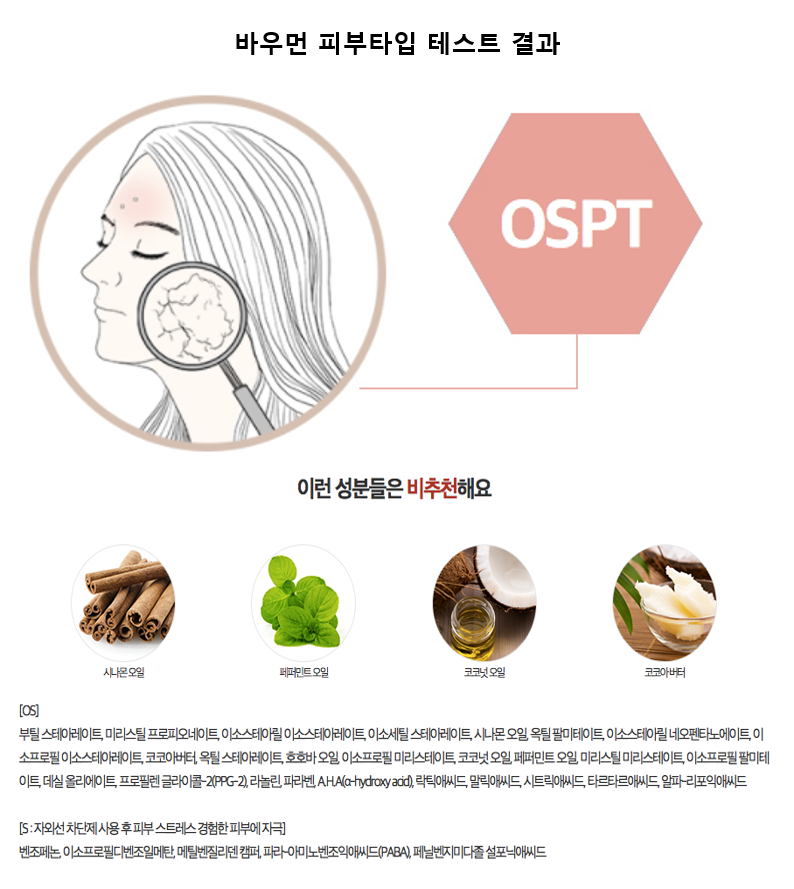 바우먼 피부타입 테스트 결과
OSPT
이런 성분들은 비추천해요
시나몬 오일
페퍼민트 오일
코코넛 오일
코코아 버터
[OS]
부틸 스테아레이트, 미리스틸 프로피오네이트, 이소스테아릴 이소스테아레이트, 이소세틸 스테아레이트, 시나몬 오일, 옥틸 팔미테이트, 이소스테아릴 네오펜타노에이트, 이
소프로필 이소스테아레이트, 코코아버터, 옥틸 스테아레이트, 호호바 오일, 이소프로필 미리스테이트, 코코넛 오일, 페퍼민트 오일, 미리스틸 미리스테이트, 이소프로필 팔미테
이트, 데실 올리에이트, 프로필렌 글라이콜-2(PPG-2), 라놀린, 파라벤, A.H.A(α-hydroxy acid), 락틱애씨드, 말릭애씨드, 시트릭애씨드, 타르타르애씨드, 알파-리포익애씨드
[S : 자외선 차단제 사용 후 피부 스트레스 경험한 피부에 자극]
벤조페논, 이소프로필디벤조일메탄, 메틸벤질리덴 캠퍼, 파라-아미노벤조익애씨드(PABA), 페닐벤지미다졸 설포닉애씨드